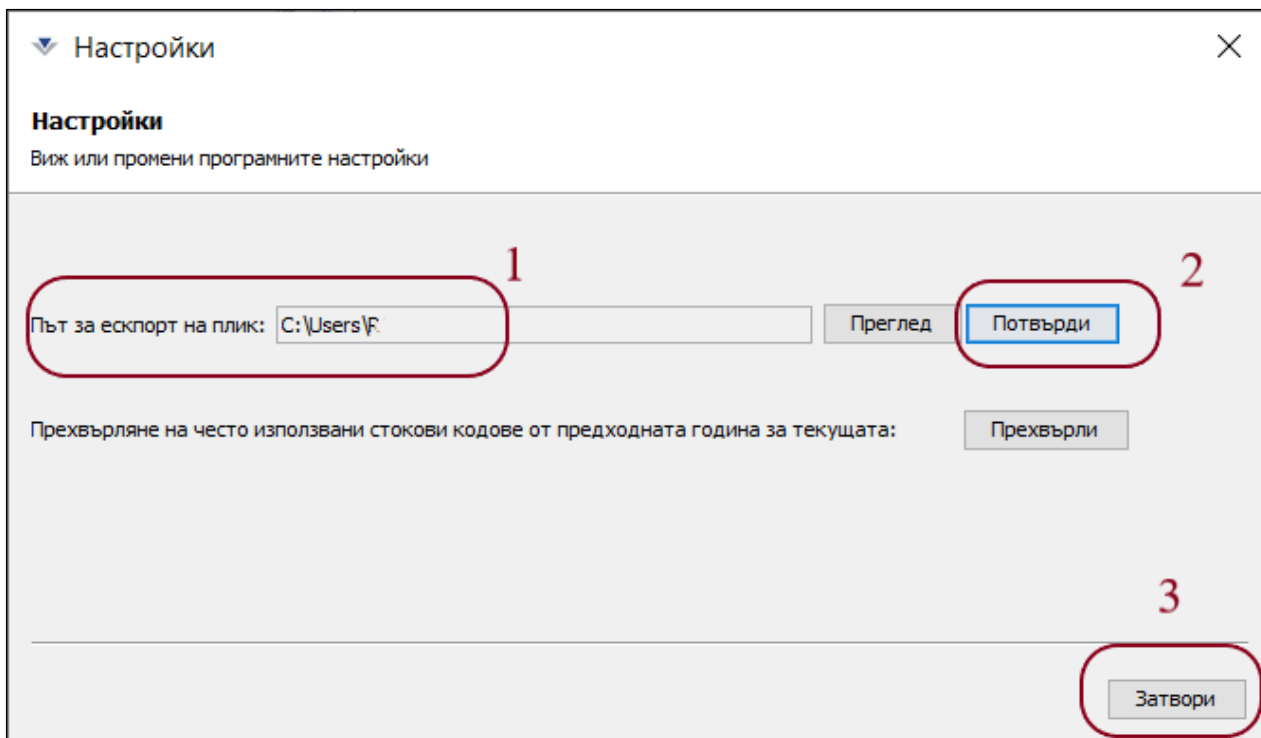 Настройки
Настройки
Виж или промени програмните настройки
1
2
Път за ескпорт на плик: C:\Users\F Преглед Потвърди
Прехвърляне на често използвани стокови кодове от предходната година за текущата: Прехвърли
3
Затвори